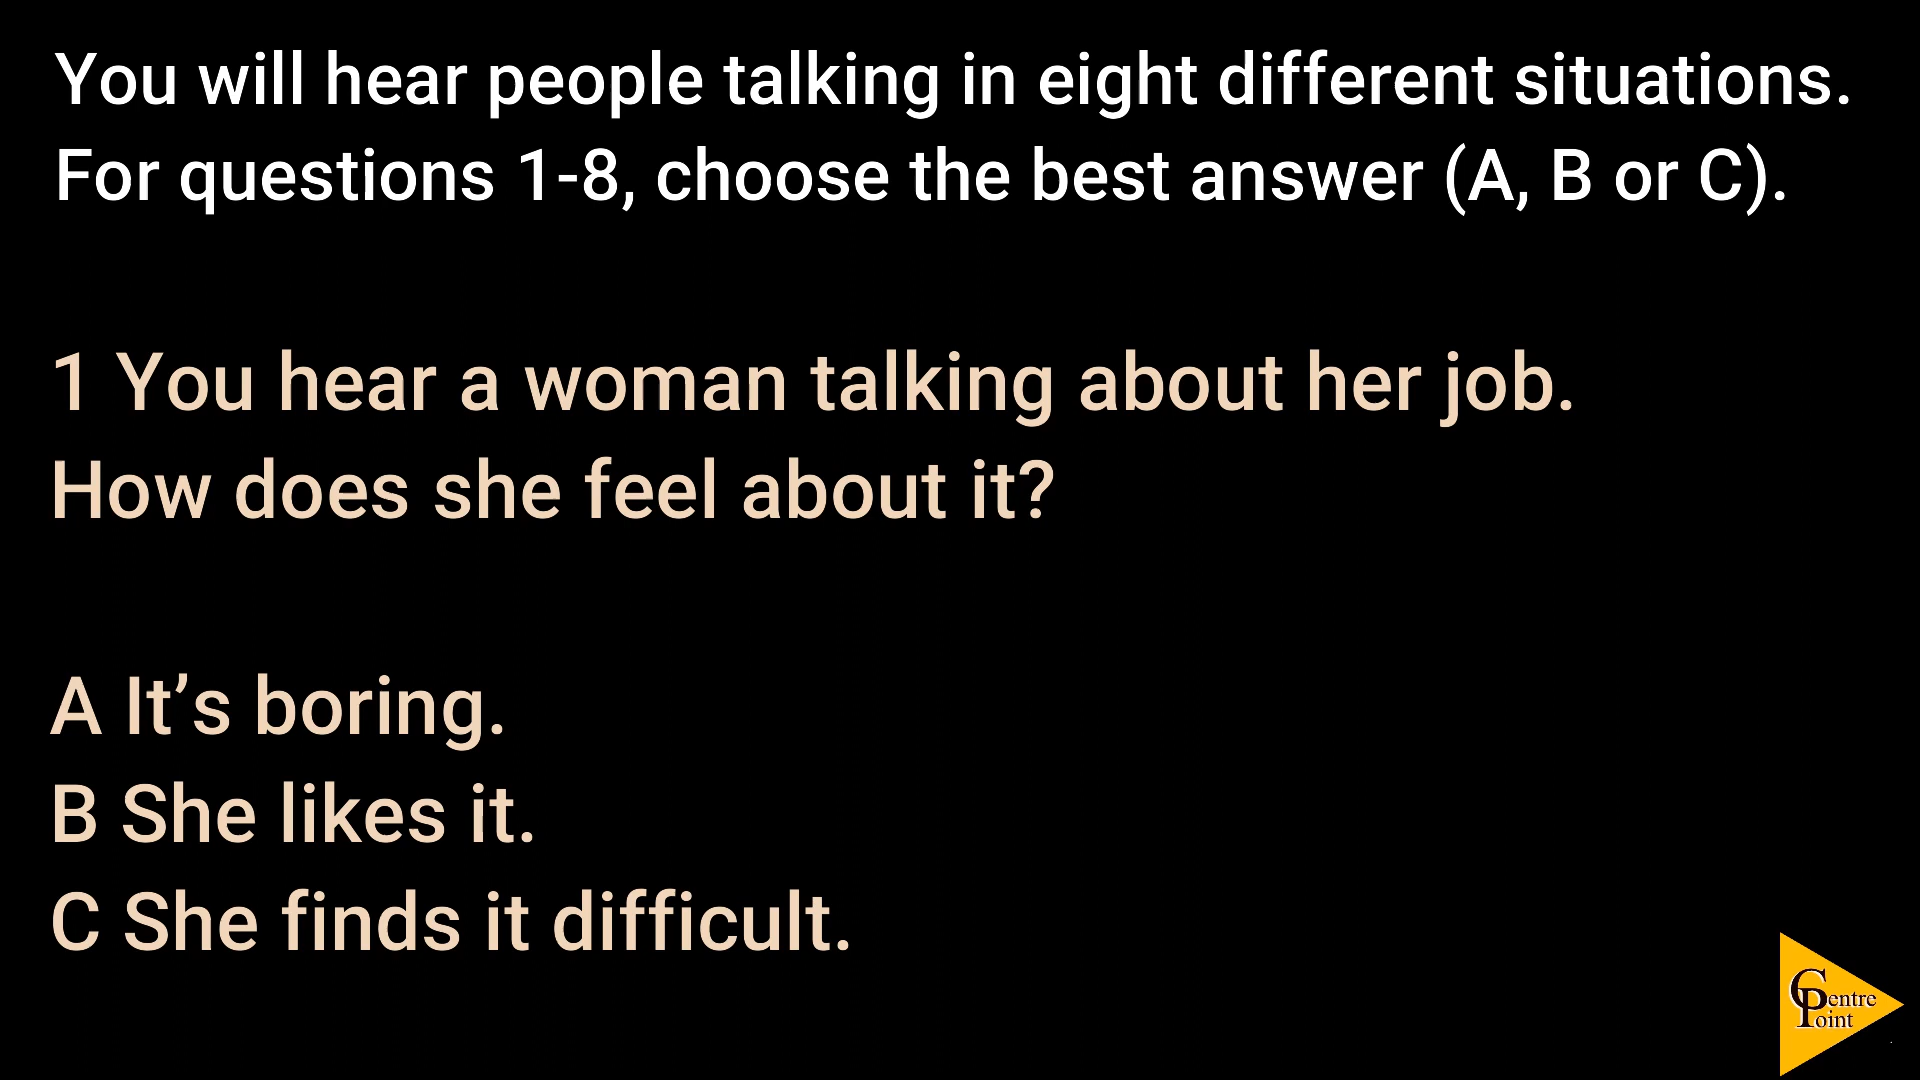 You will hear people talking in eight different situations.
For questions 1-8, choose the best answer (A, B or C).
1 You hear a woman talking about her job.
How does she feel about it?
A It’s boring.
B She likes it.
C She finds it difficult.
Centre
Point